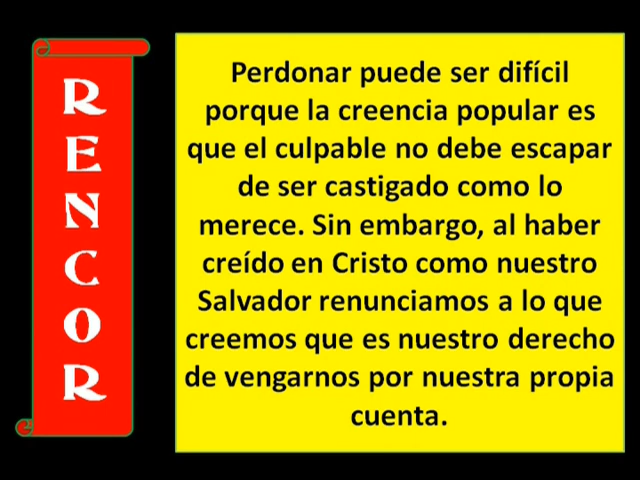 RENCOR
Perdonar puede ser difícil
porque la creencia popular es
que el culpable no debe escapar
de ser castigado como lo
merece. Sin embargo, al haber
creído en Cristo como nuestro
Salvador renunciamos a lo que
creemos que es nuestro derecho
de vengarnos por nuestra propia
cuenta.